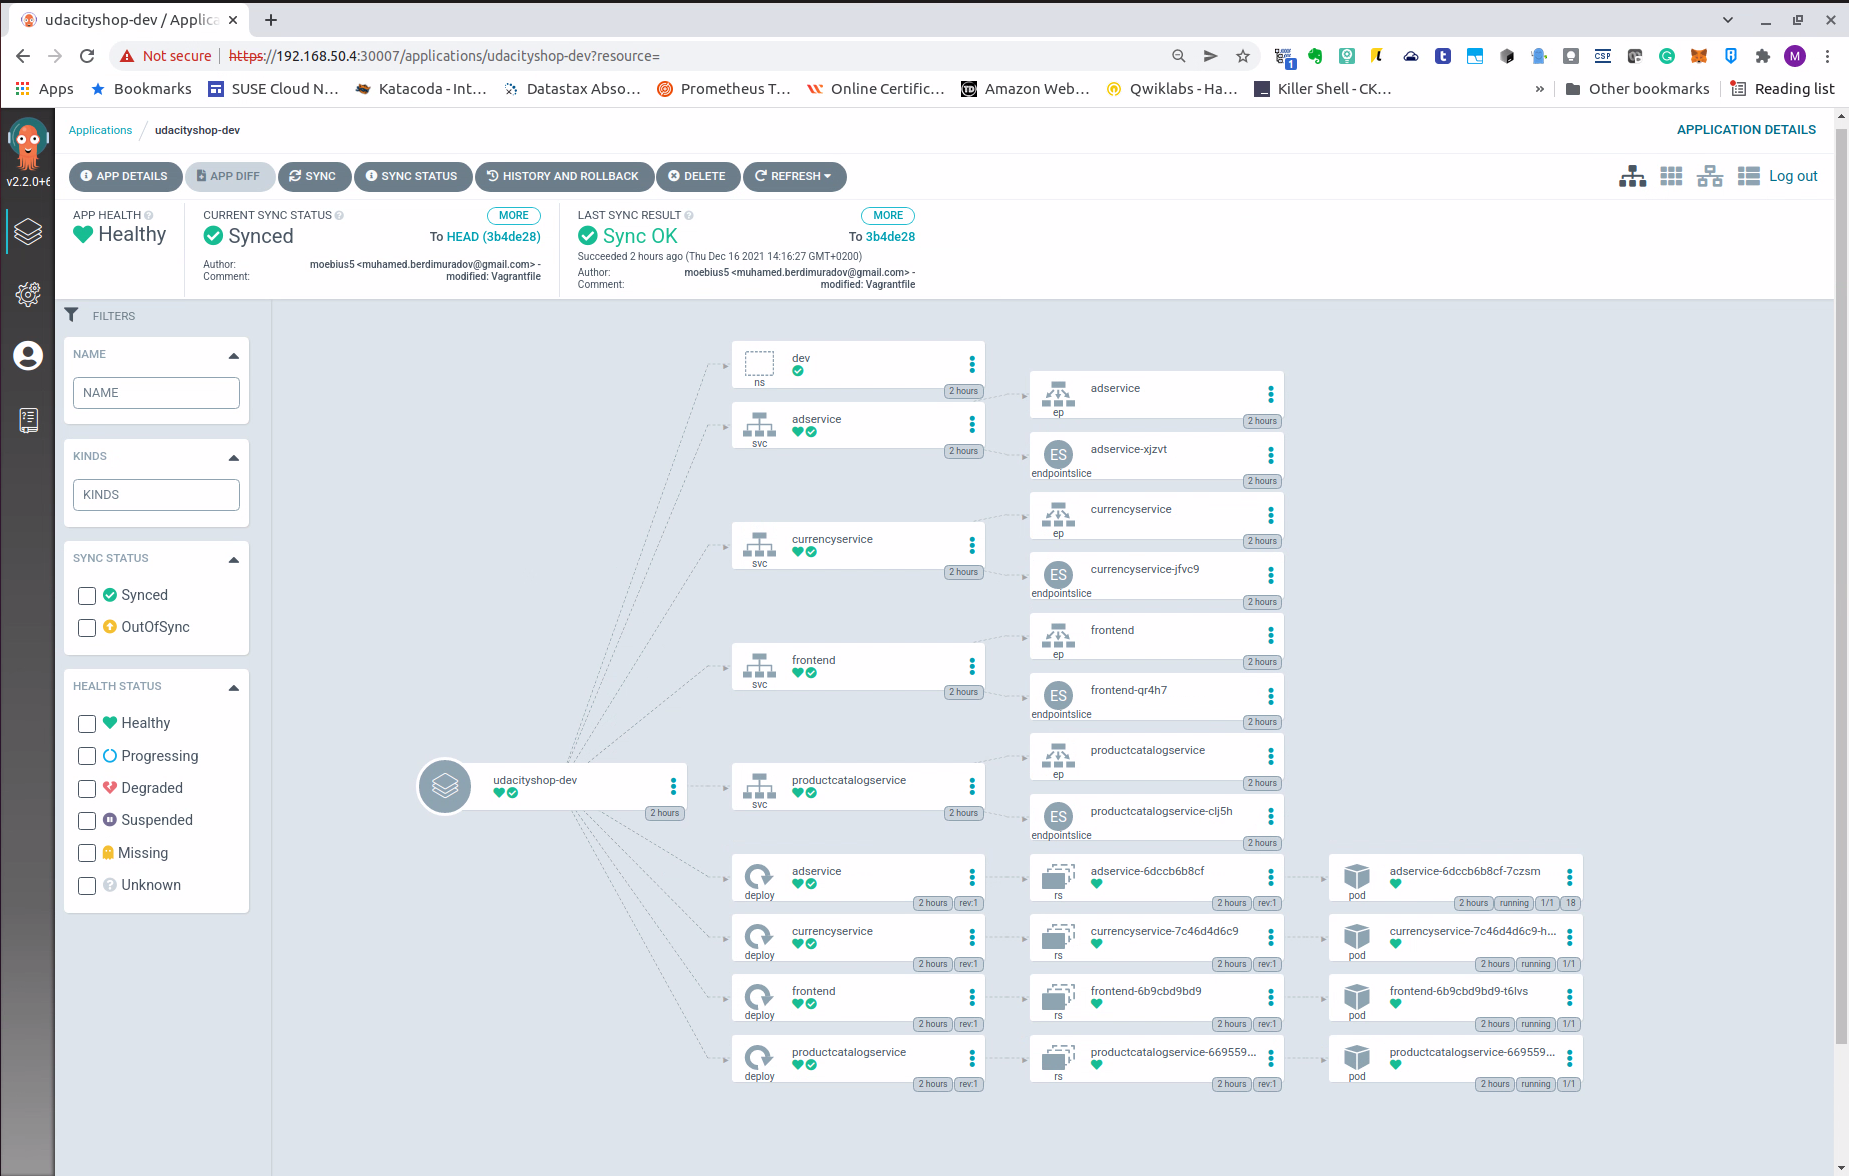 udacityshop-dev / Applica
Not secure https://192.168.50.4:30007/applications/udacityshop-dev?resource=
1
CSP
M
Apps Bookmarks SUSE Cloud N... Katacoda - Int... Datastax Abso... Prometheus T... Online Certific... Amazon Web... Qwiklabs - Ha... Killer Shell - CK... » Other bookmarks Reading list
Applications / udacityshop-dev
APPLICATION DETAILS
v2.2.0+6
APP DETAILS APP DIFF SYNC SYNC STATUS HISTORY AND ROLLBACK DELETE REFRESH
Log out
APP HEALTH
Healthy
CURRENT SYNC STATUS MORE
Synced To HEAD (3b4de28)
Author: moebius5 <muhamed.berdimuradov@gmail.com> -
Comment: modified: Vagrantfile
LAST SYNC RESULT MORE
Sync OK To 3b4de28
Succeeded 2 hours ago (Thu Dec 16 2021 14:16:27 GMT+0200)
Author: moebius5 <muhamed.berdimuradov@gmail.com> -
Comment: modified: Vagrantfile
FILTERS
NAME
NAME
KINDS
KINDS
SYNC STATUS
Synced
OutOfSync
HEALTH STATUS
Healthy
Progressing
Degraded
Suspended
Missing
Unknown
udacityshop-dev
2 hours
dev
ns
2 hours
adservice
svc
2 hours
adservice
ep
2 hours
ES
adservice-xjzvt
endpointslice
2 hours
currencyservice
svc
2 hours
currencyservice
ep
2 hours
ES
currencyservice-jfvc9
endpointslice
2 hours
frontend
svc
2 hours
frontend
ep
2 hours
ES
frontend-qr4h7
endpointslice
2 hours
productcatalogservice
svc
2 hours
productcatalogservice
ep
2 hours
ES
productcatalogservice-clj5h
endpointslice
2 hours
adservice
deploy
2 hours rev:1
adservice-6dccb6b8cf
rs
2 hours rev:1
adservice-6dccb6b8cf-7czsm
pod
2 hours running 1/1 18
currencyservice
deploy
2 hours rev:1
currencyservice-7c46d4d6c9
rs
2 hours rev:1
currencyservice-7c46d4d6c9-h...
pod
2 hours running 1/1
frontend
deploy
2 hours rev:1
frontend-6b9cbd9bd9
rs
2 hours rev:1
frontend-6b9cbd9bd9-t6lvs
pod
2 hours running 1/1
productcatalogservice
deploy
2 hours rev:1
productcatalogservice-669559...
rs
2 hours rev:1
productcatalogservice-669559...
pod
2 hours running 1/1